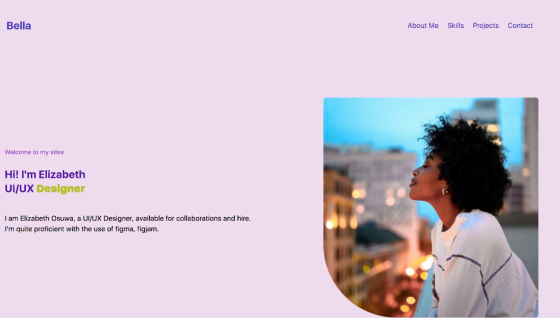 Bella
About Me Skills Projects Contact
Welcome to my sites
Hi! I'm Elizabeth
UI/UX Designer
I am Elizabeth Osuwa, a UI/UX Designer, available for collaborations and hire.
I'm quite proficient with the use of figma, figjam.